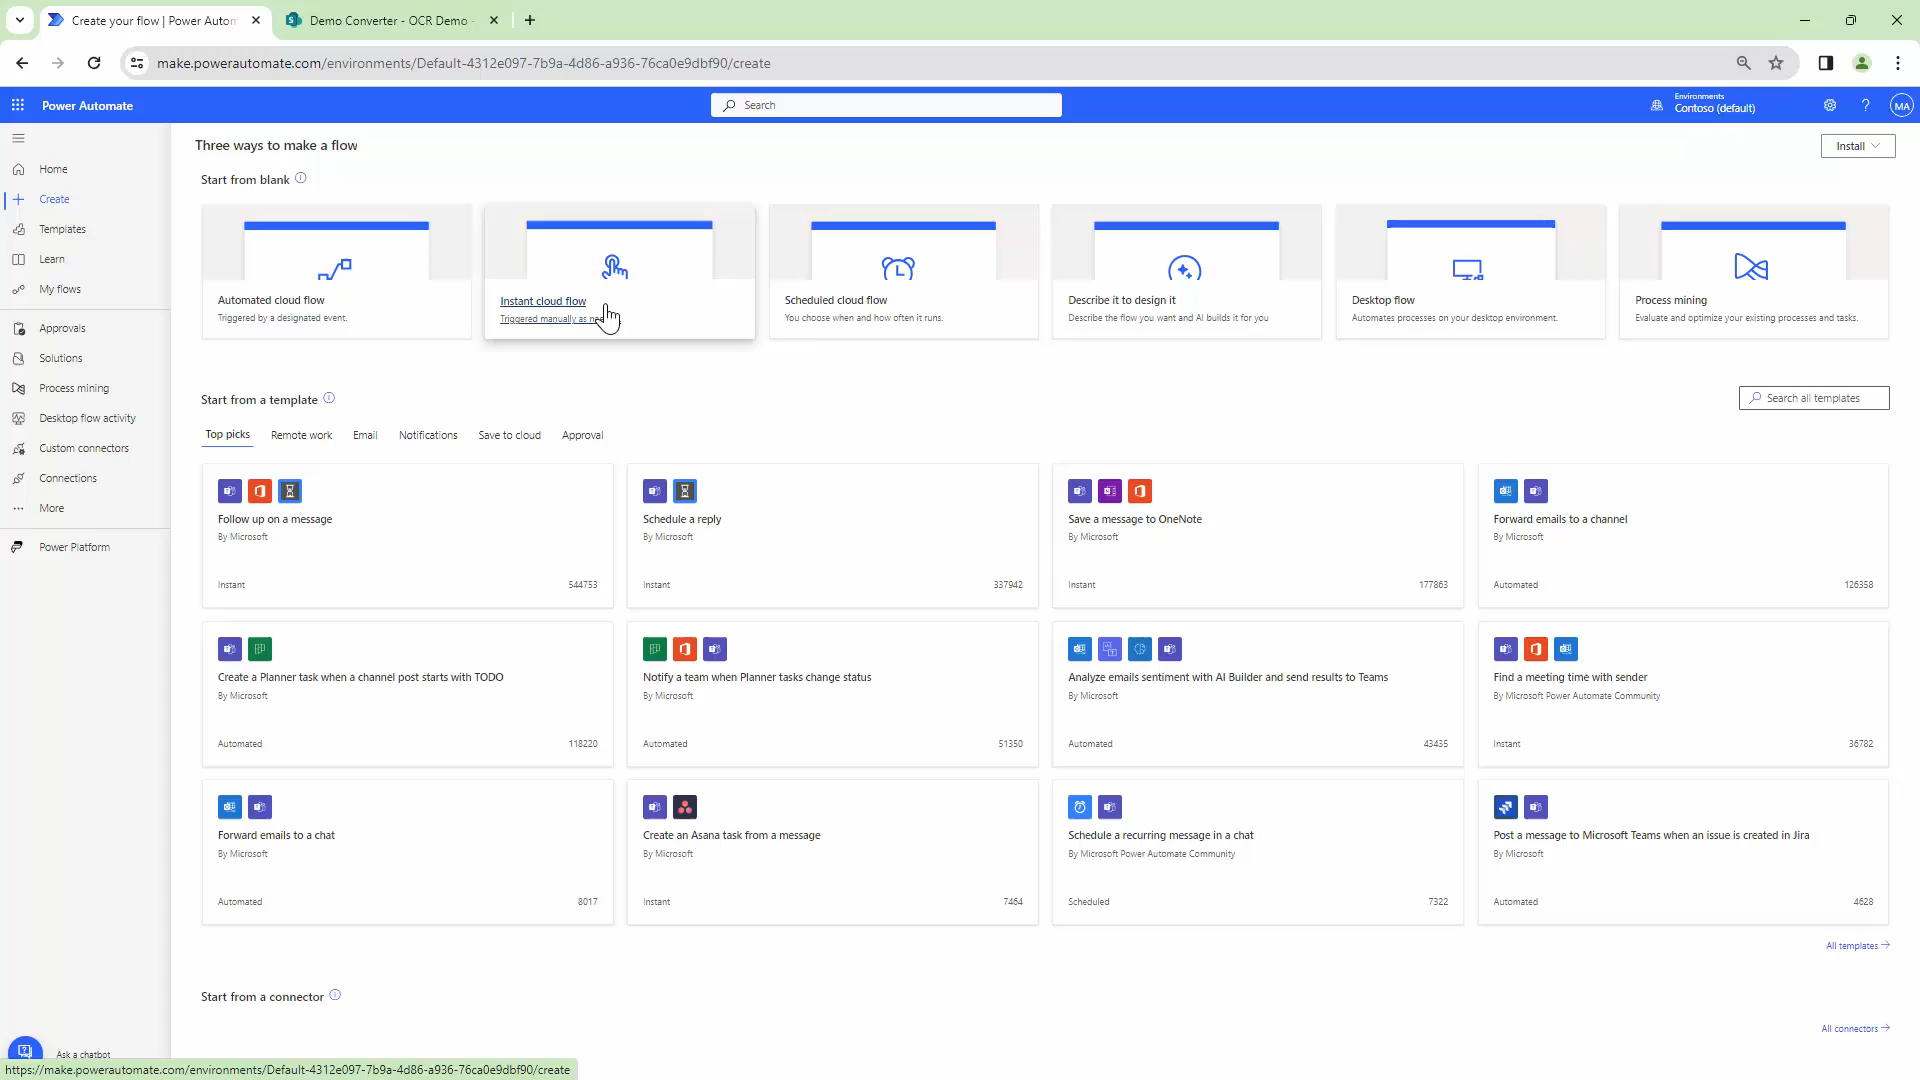 Create your flow | Power Autom
Demo Converter - OCR Demo -
make.powerautomate.com/environments/Default-4312e097-7b9a-4d86-a936-76ca0e9dbf90/create
Power Automate
Search
Environments
Contoso (default)
MA
Three ways to make a flow
Install
Home
Create
Templates
Learn
My flows
Approvals
Solutions
Process mining
Desktop flow activity
Custom connectors
Connections
More
Power Platform
Ask a chatbot
Start from blank
Automated cloud flow
Triggered by a designated event.
Instant cloud flow
Triggered manually as
Scheduled cloud flow
You choose when and how often it runs.
Describe it to design it
Describe the flow you want and AI builds it for you
Desktop flow
Automates processes on your desktop environment.
Process mining
Evaluate and optimize your existing processes and tasks.
Start from a template
Search all templates
Top picks Remote work Email Notifications Save to cloud Approval
Follow up on a message
By Microsoft
Instant 544753
Schedule a reply
By Microsoft
Instant 337942
Save a message to OneNote
By Microsoft
Instant 177863
Forward emails to a channel
By Microsoft
Automated 126358
Create a Planner task when a channel post starts with TODO
By Microsoft
Automated 118220
Notify a team when Planner tasks change status
By Microsoft
Automated 51350
Analyze emails sentiment with AI Builder and send results to Teams
By Microsoft
Automated 43435
Find a meeting time with sender
By Microsoft Power Automate Community
Instant 36782
Forward emails to a chat
By Microsoft
Automated 8017
Create an Asana task from a message
By Microsoft
Instant 7464
Schedule a recurring message in a chat
By Microsoft Power Automate Community
Scheduled 7322
Post a message to Microsoft Teams when an issue is created in Jira
By Microsoft
Automated 4628
All templates
Start from a connector
All connectors
https://make.powerautomate.com/environments/Default-4312e097-7b9a-4d86-a936-76ca0e9dbf90/create